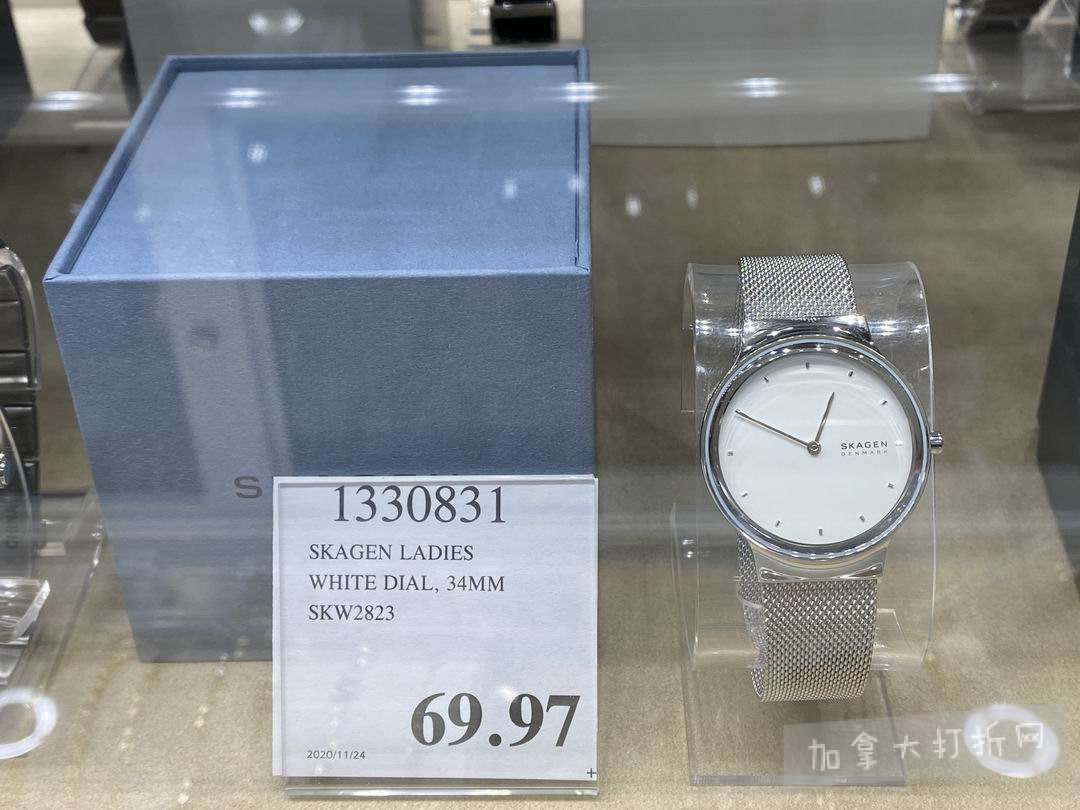 SKAGEN
DENMARK
S
1330831
SKAGEN LADIES
WHITE DIAL, 34MM
SKW2823
69.97
2020/11/24
+
加拿大打折网